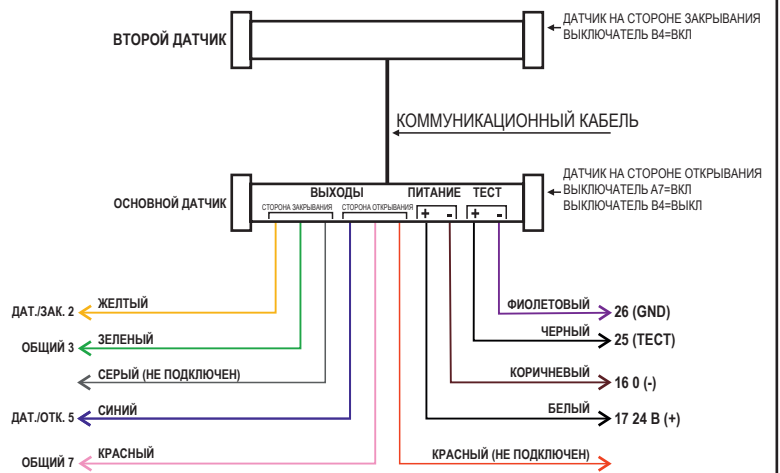 ВТОРОЙ ДАТЧИК
ДАТЧИК НА СТОРОНЕ ЗАКРЫВАНИЯ
ВЫКЛЮЧАТЕЛЬ B4=ВКЛ
КОММУНИКАЦИОННЫЙ КАБЕЛЬ
ОСНОВНОЙ ДАТЧИК
ВЫХОДЫ ПИТАНИЕ ТЕСТ
СТОРОНА ЗАКРЫВАНИЯ СТОРОНА ОТКРЫВАНИЯ + - + -
ДАТЧИК НА СТОРОНЕ ОТКРЫВАНИЯ
ВЫКЛЮЧАТЕЛЬ A7=ВКЛ
ВЫКЛЮЧАТЕЛЬ B4=ВЫКЛ
ДАТ./ЗАК. 2 ЖЕЛТЫЙ
ОБЩИЙ 3 ЗЕЛЕНЫЙ
СЕРЫЙ (НЕ ПОДКЛЮЧЕН)
ДАТ./ОТК. 5 СИНИЙ
ОБЩИЙ 7 КРАСНЫЙ
ФИОЛЕТОВЫЙ 26 (GND)
ЧЕРНЫЙ 25 (ТЕСТ)
КОРИЧНЕВЫЙ 16 0 (-)
БЕЛЫЙ 17 24 В (+)
КРАСНЫЙ (НЕ ПОДКЛЮЧЕН)